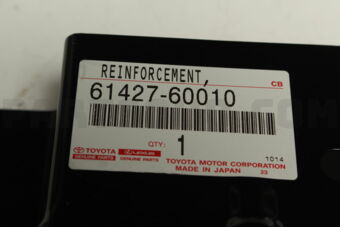 REINFORCEMENT,
CB
61427-60010
QTY: 1
TOYOTA LEXUS TOYOTA MOTOR CORPORATION 1014
GENUINE PARTS GENUINE PARTS MADE IN JAPAN 33